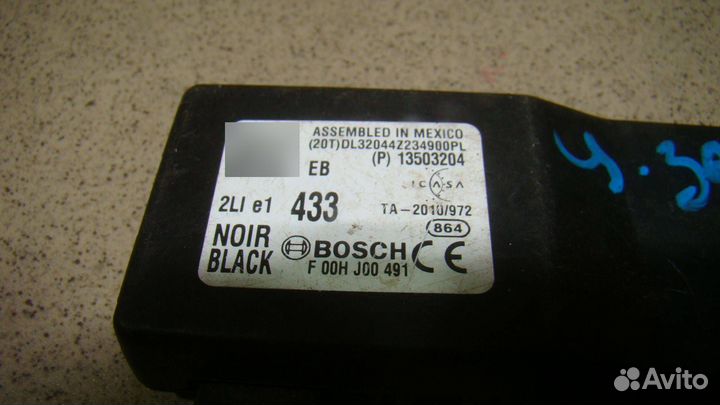 ASSEMBLED IN MEXICO
(20T)DL32044Z234900PL
(P) 13503204
EB
ICASA
2LI e1 433 TA-2010/972
864
NOIR
BLACK
BOSCH CE
F 00H J00 491
Avito